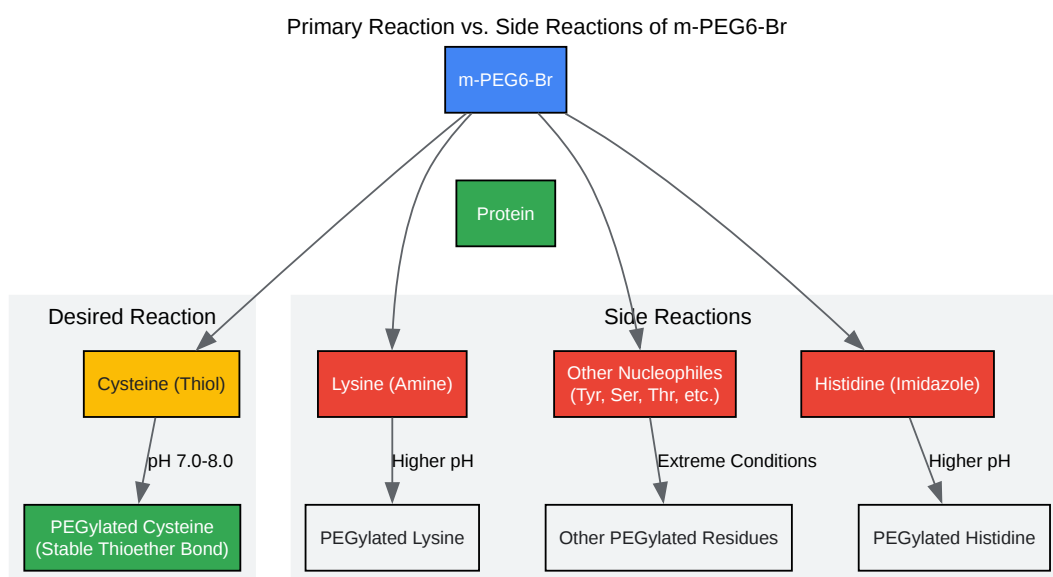 Primary Reaction vs. Side Reactions of m-PEG6-Br
m-PEG6-Br
Protein
Desired Reaction
Side Reactions
Cysteine (Thiol)
Lysine (Amine)
Other Nucleophiles
(Tyr, Ser, Thr, etc.)
Histidine (Imidazole)
pH 7.0-8.0
Higher pH
Extreme Conditions
Higher pH
PEGylated Cysteine
(Stable Thioether Bond)
PEGylated Lysine
Other PEGylated Residues
PEGylated Histidine